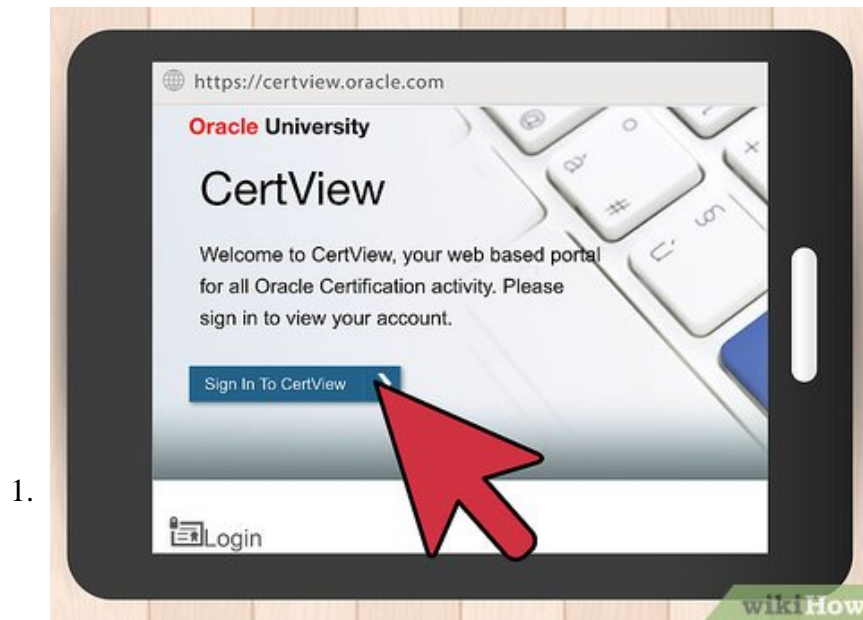 https://certview.oracle.com
Oracle University
CertView
Welcome to CertView, your web based portal
for all Oracle Certification activity. Please
sign in to view your account.
Sign In To CertView
1.
Login
wikiHow